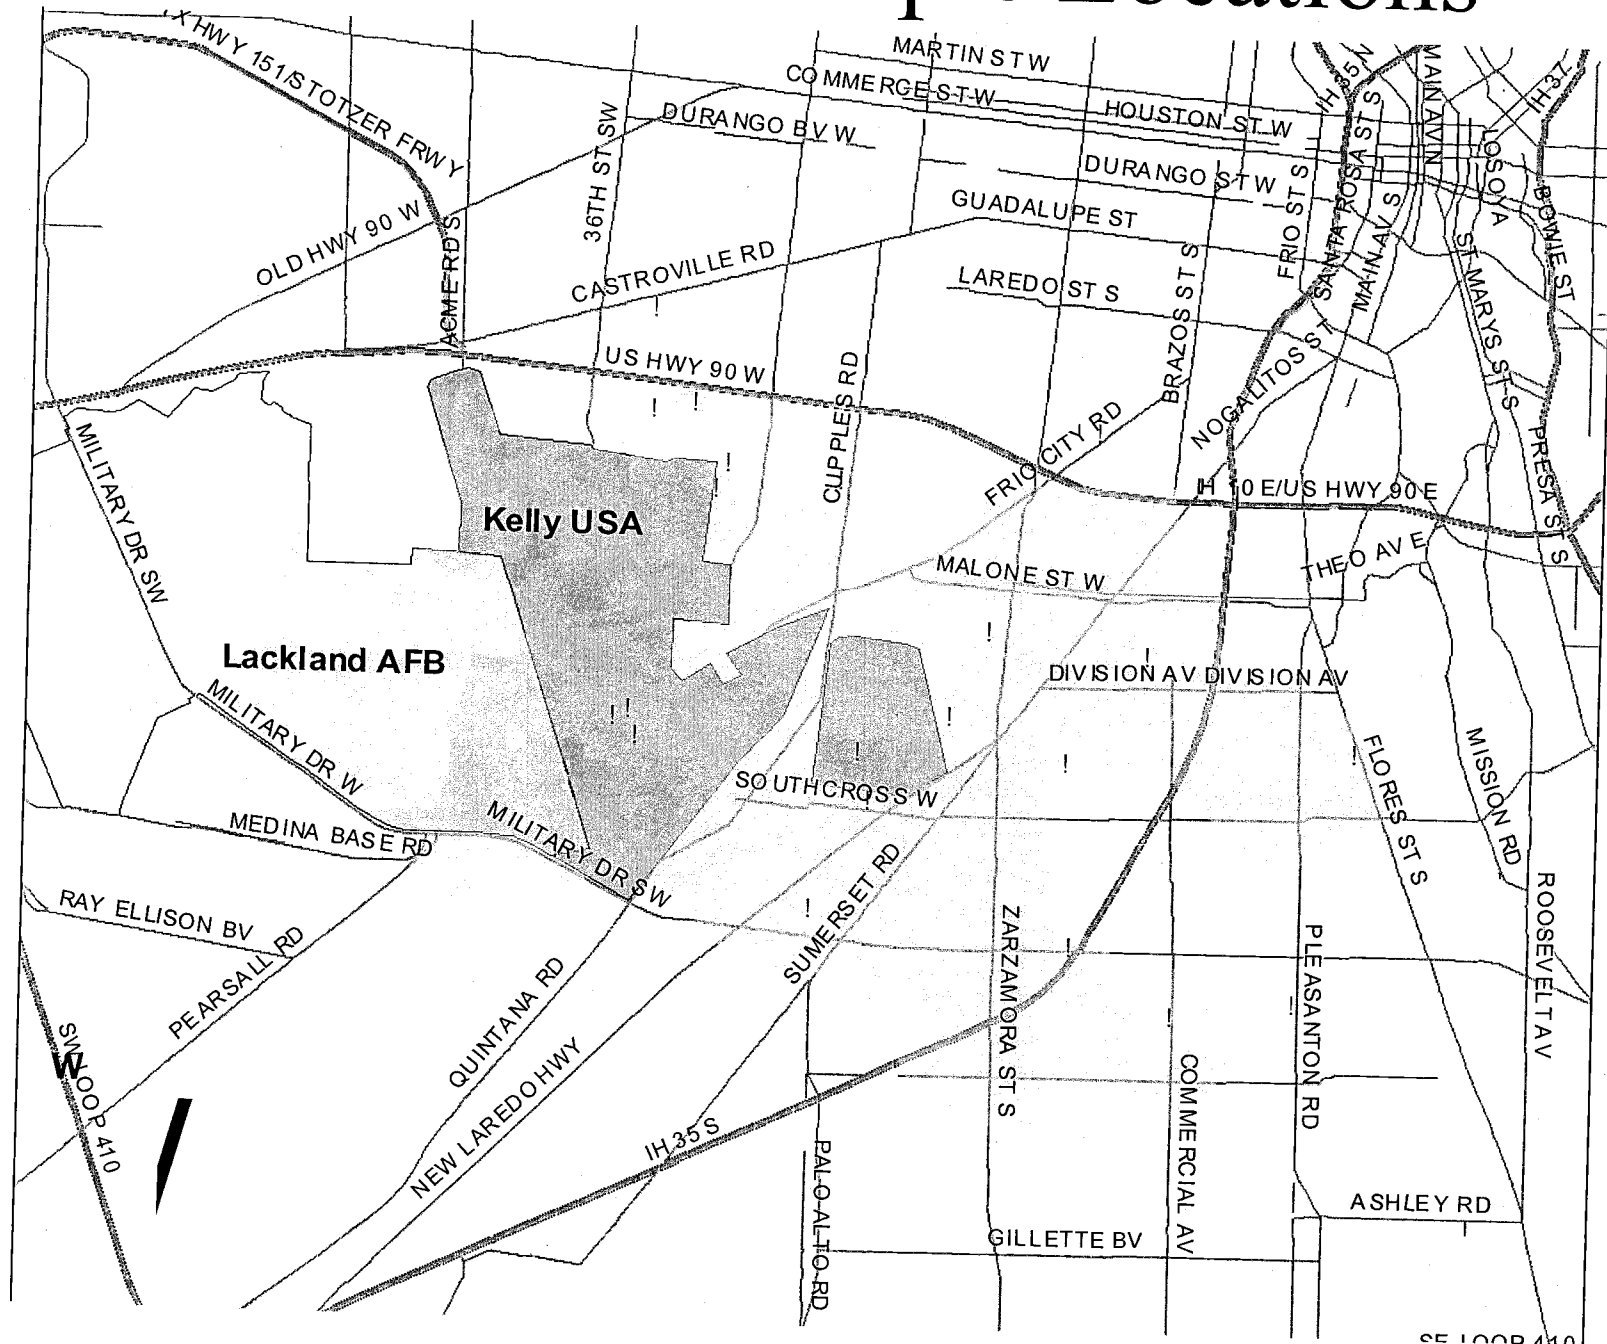 Locations
TX HWY 151/STOTZER FRWY
MARTIN ST W
COMMERCE ST W
HOUSTON ST W
DURANGO BV W
DURANGO ST W
36TH ST SW
OLD HWY 90 W
ACME RD S
CASTROVILLE RD
GUADALUPE ST
LAREDO ST S
BRAZOS ST S
FRIO ST S
IH 35 N
SANTA ROSA ST S
MAIN AV N
MAIN AV S
LOSOYA
IH 37
BOWIE ST
ST MARYS ST S
US HWY 90 W
CUPPLES RD
FRIO CITY RD
NOGALITOS ST
IH 10 E/US HWY 90 E
PRESA ST S
THEO AV E
MALONE ST W
MILITARY DR SW
Kelly USA
Lackland AFB
DIVISION AV DIVISION AV
MILITARY DR W
MILITARY DR SW
SOUTHCROSS W
MEDINA BASE RD
RAY ELLISON BV
PEARSALL RD
SUMERSET RD
FLORES ST S
MISSION RD
ROOSEVELT AV
QUINTANA RD
NEW LAREDO HWY
ZARZAMORA ST S
PLEASANTON RD
COMMERCIAL AV
SW LOOP 410
W
IH 35 S
PALO ALTO RD
GILLETTE BV
ASHLEY RD
SE LOOP 410